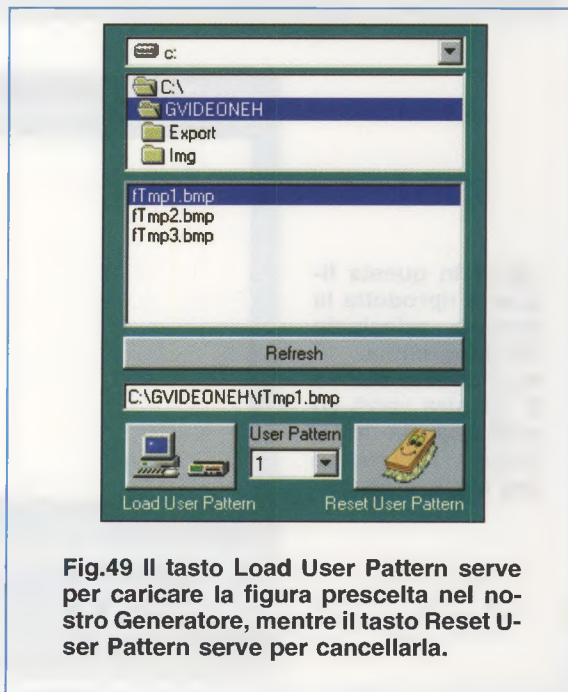 c:
C:\
GVIDEONEH
Export
Img
fTmp1.bmp
fTmp2.bmp
fTmp3.bmp
Refresh
C:\GVIDEONEH\fTmp1.bmp
User Pattern
1
Load User Pattern
Reset User Pattern
Fig.49 Il tasto Load User Pattern serve
per caricare la figura prescelta nel no-
stro Generatore, mentre il tasto Reset U-
ser Pattern serve per cancellarla.